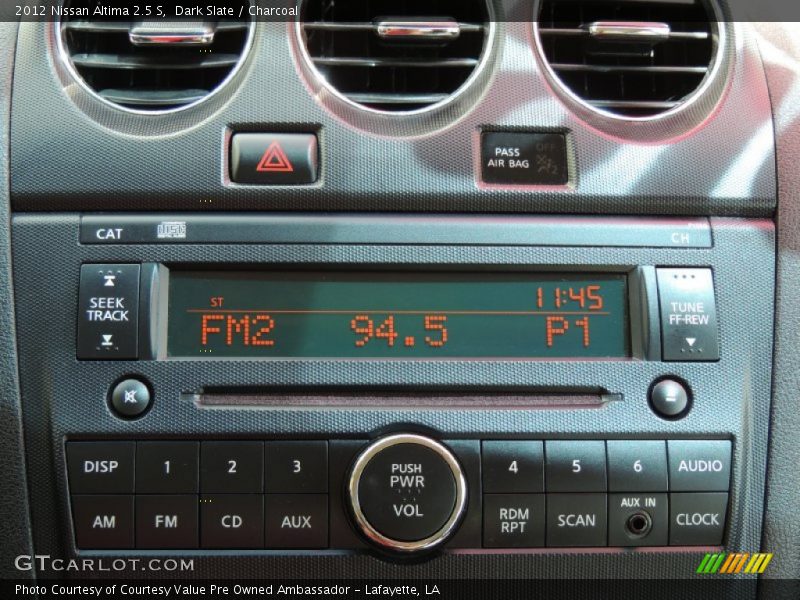 2012 Nissan Altima 2.5 S, Dark Slate / Charcoal
PASS OFF
AIR BAG 2
CAT DISC CH
SEEK
TRACK
TUNE
FF-REW
ST 11:45
FM2 94.5 P1
DISP 1 2 3 PUSH PWR 4 5 6 AUDIO
AM FM CD AUX VOL RDM RPT SCAN AUX IN CLOCK
GTCARLOT.COM
Photo Courtesy of Courtesy Value Pre Owned Ambassador - Lafayette, LA